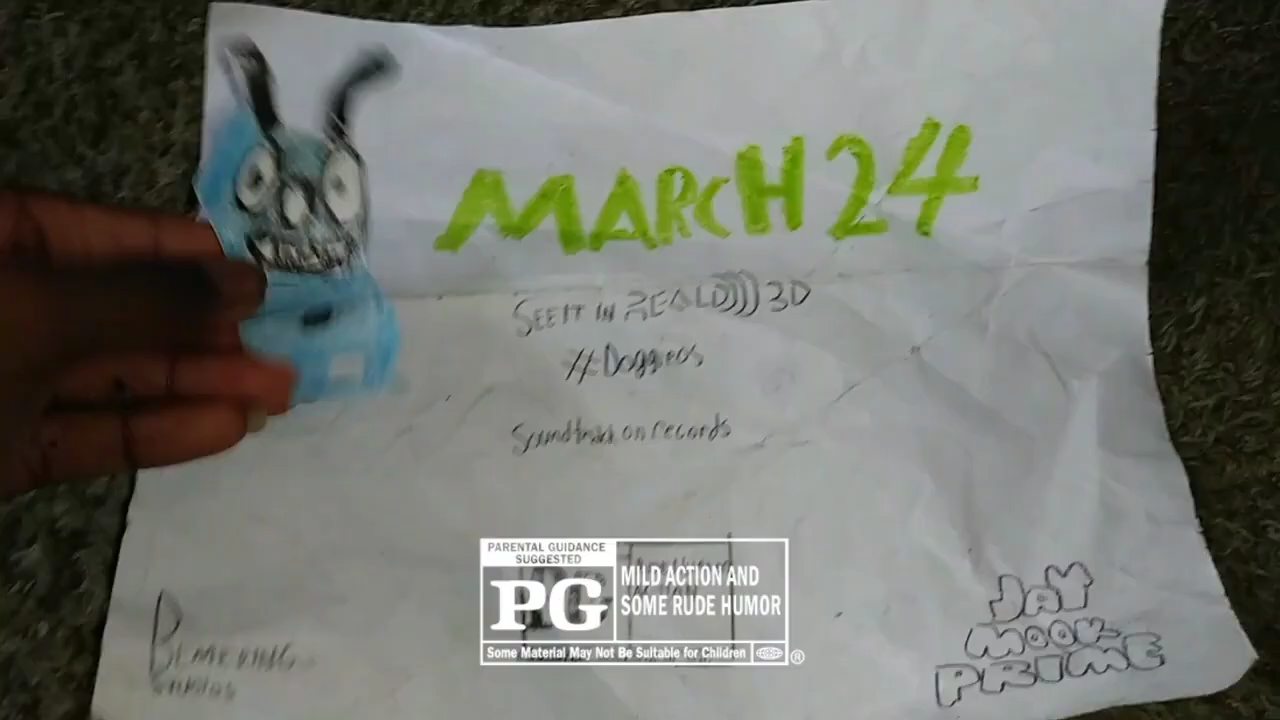 MARCH 24
SEE IT IN REALD))) 3D
#Doggies
Soundtrack on records
PARENTAL GUIDANCE
SUGGESTED
PG
MILD ACTION AND
SOME RUDE HUMOR
Some Material May Not Be Suitable for Children
®
JAY
MOOK-
PRIME